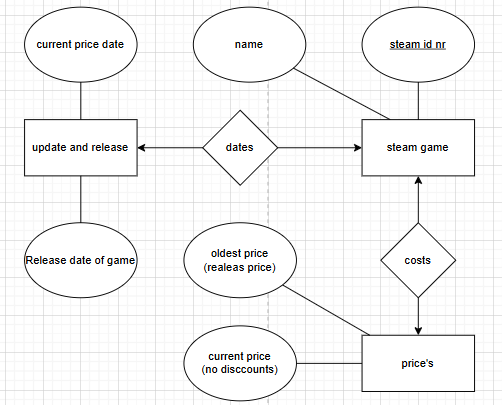 current price date
name
steam id nr
update and release
dates
steam game
Release date of game
oldest price
(realeas price)
costs
current price
(no disccounts)
price's